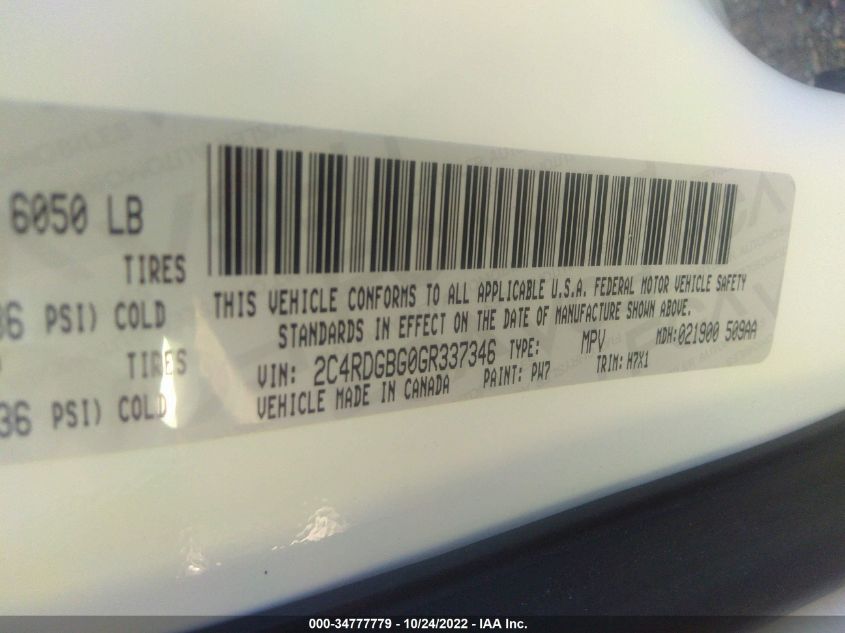 6050 LB
TIRES
36 PSI) COLD
TIRES
36 PSI) COLD
THIS VEHICLE CONFORMS TO ALL APPLICABLE U.S.A. FEDERAL MOTOR VEHICLE SAFETY
STANDARDS IN EFFECT ON THE DATE OF MANUFACTURE SHOWN ABOVE.
VIN: 2C4RDGBG0GR337346 TYPE: MPV MDH:021900 509AA
VEHICLE MADE IN CANADA PAINT: PW7 TRIM: M7X1
000-34777779 | 10/24/2022 - IAA Inc.